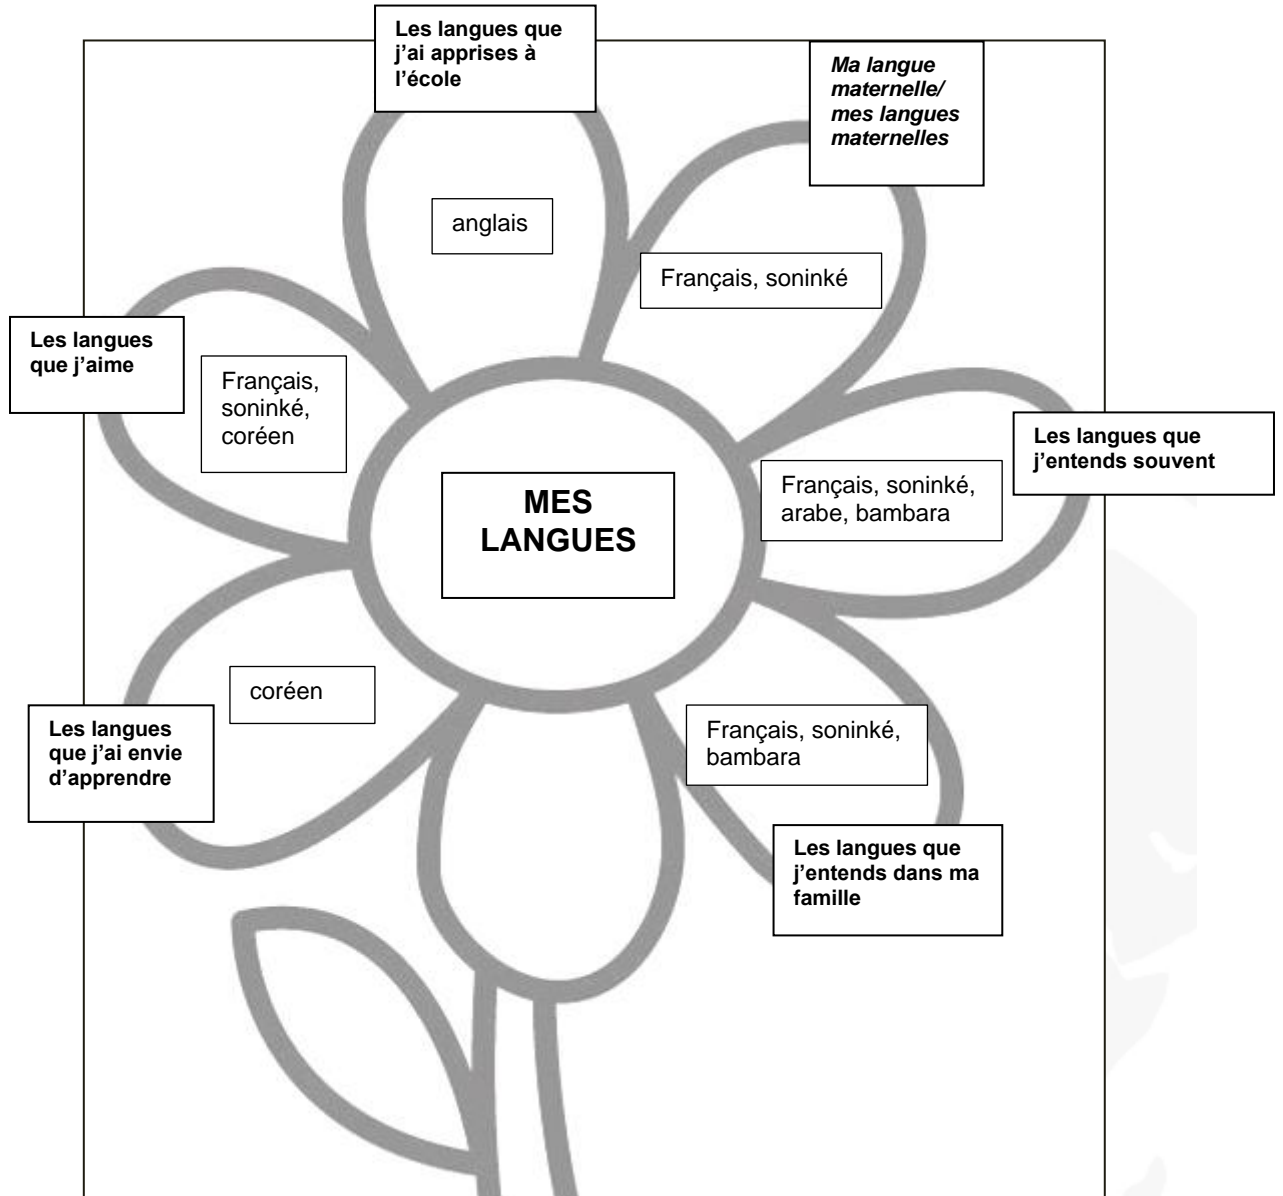 Les langues que
j’ai apprises à
l’école
Ma langue
maternelle/
mes langues
maternelles
anglais
Français, soninké
Les langues
que j’aime
Français,
soninké,
coréen
Les langues que
j’entends souvent
Français, soninké,
arabe, bambara
MES
LANGUES
coréen
Les langues
que j’ai envie
d’apprendre
Français, soninké,
bambara
Les langues que
j’entends dans ma
famille